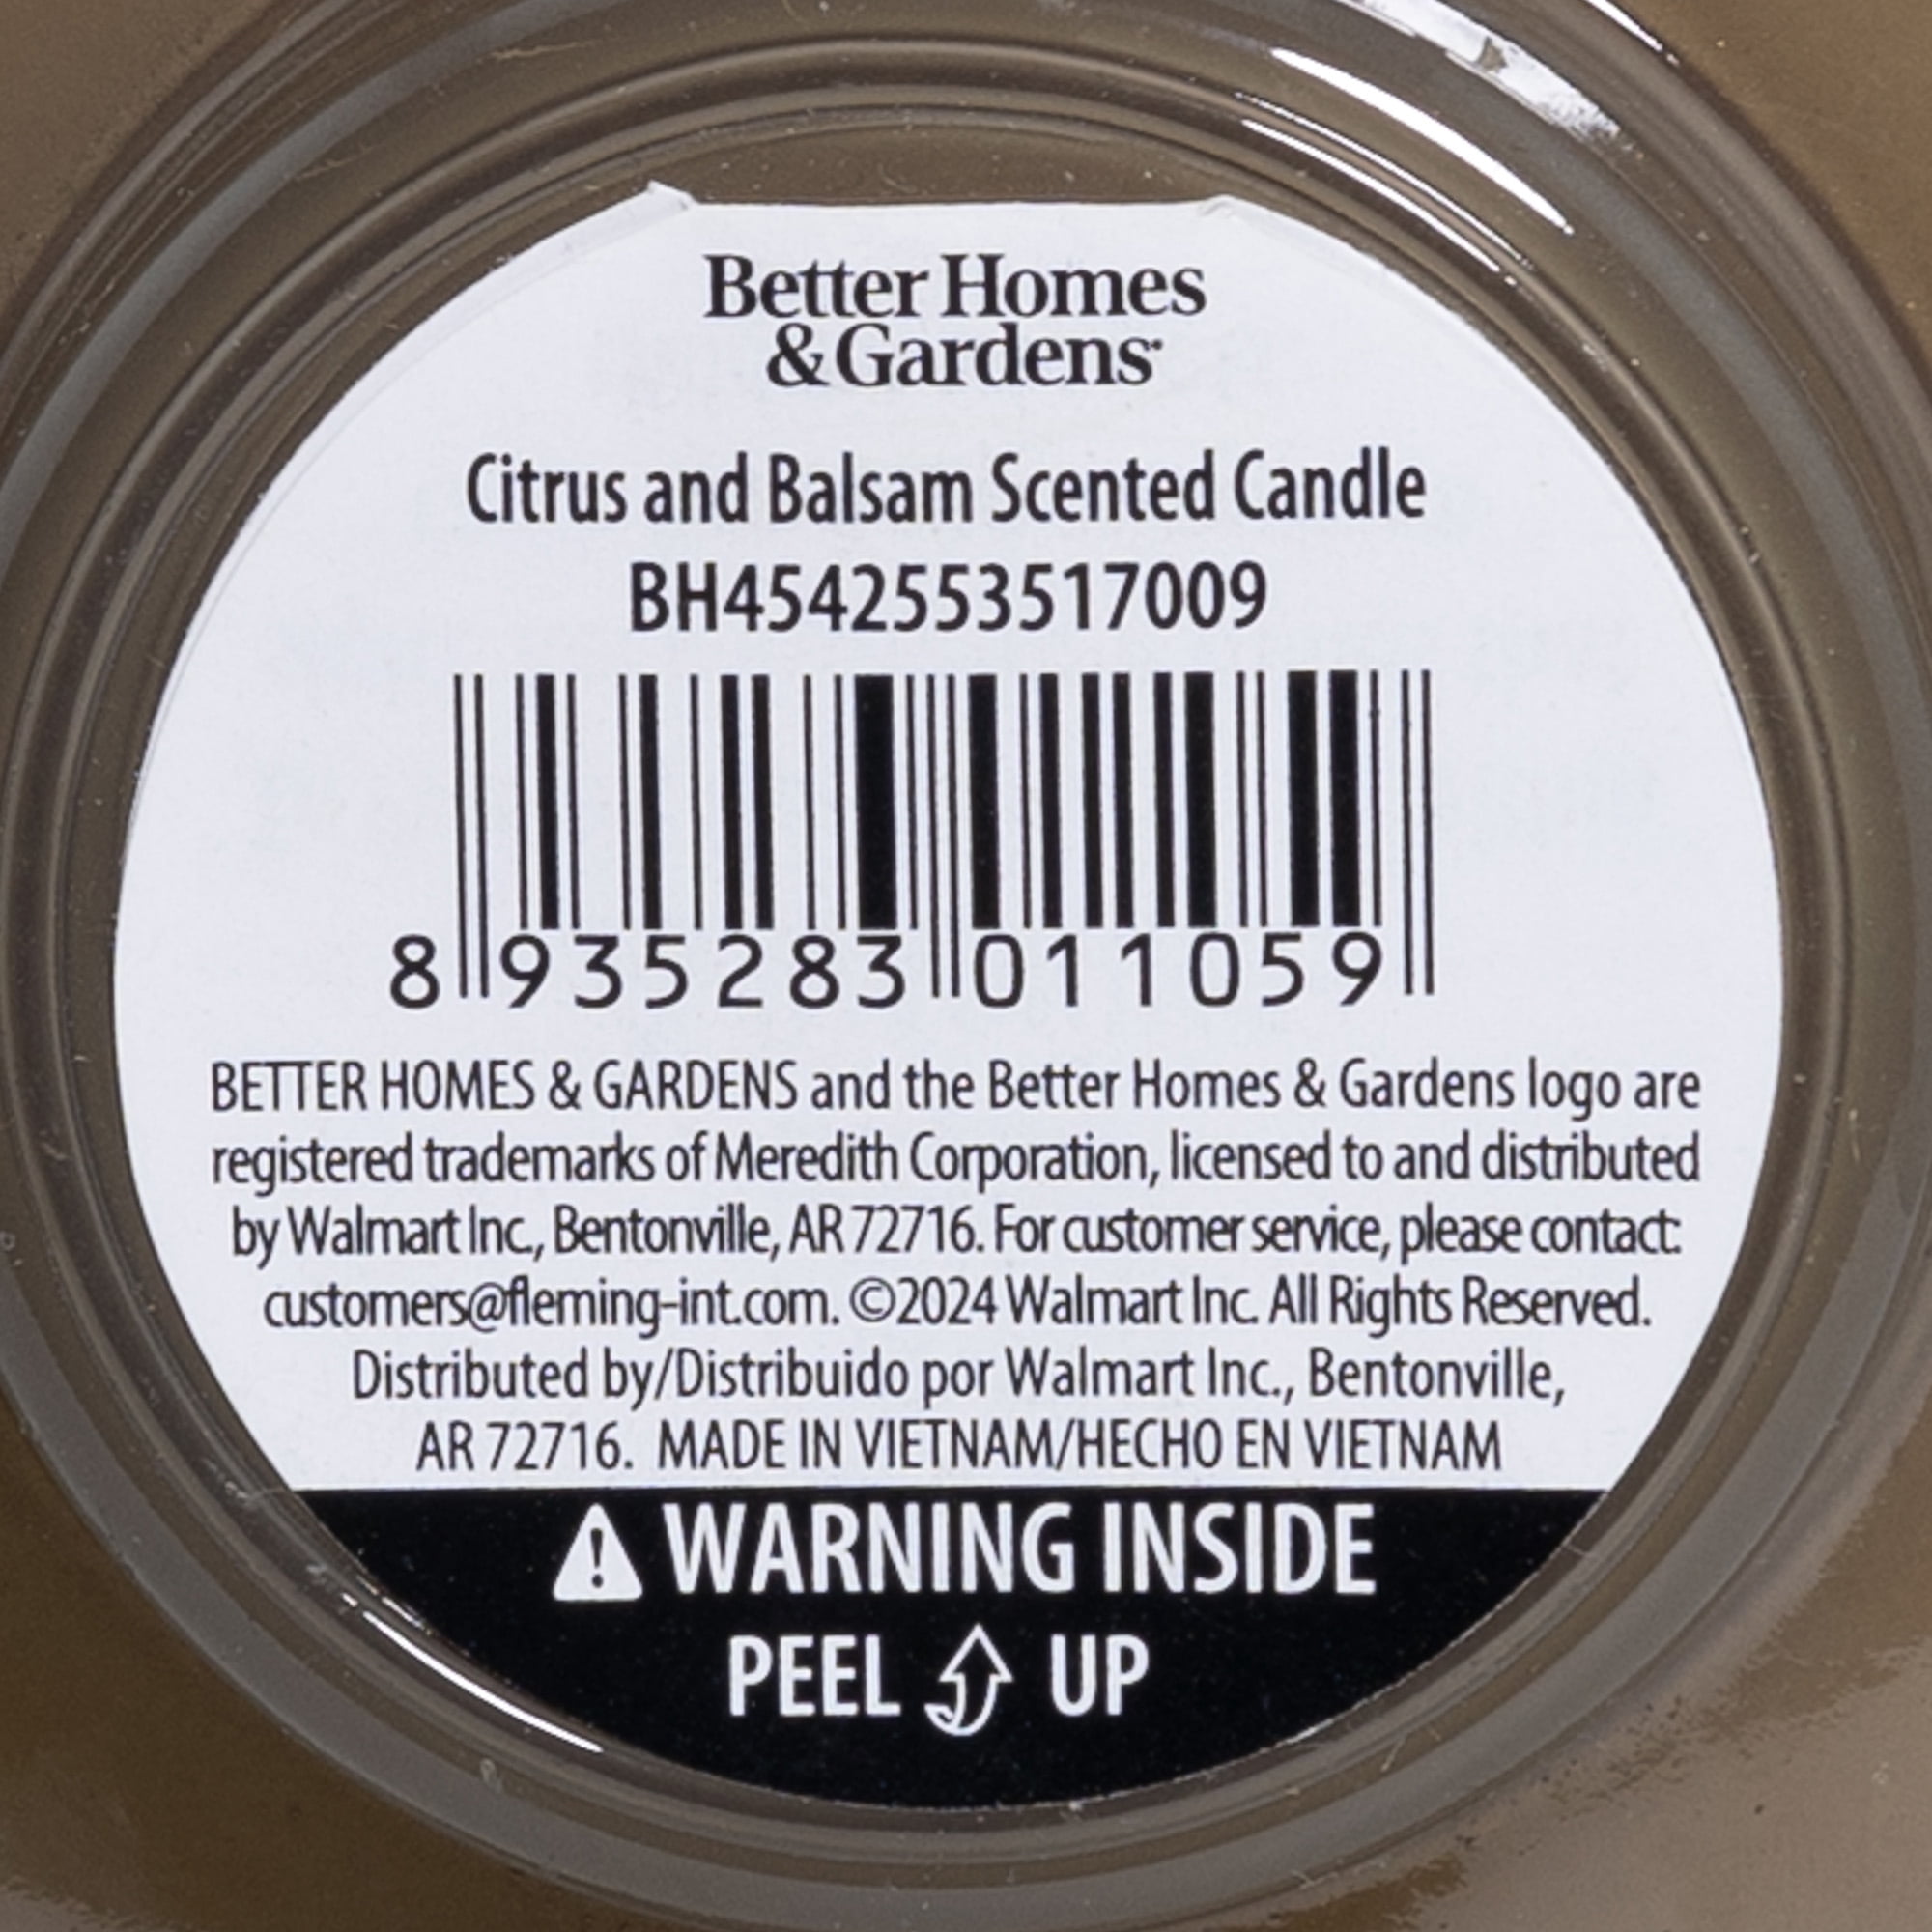 Better Homes
& Gardens
Citrus and Balsam Scented Candle
BH4542553517009
8 935283 011059
BETTER HOMES & GARDENS and the Better Homes & Gardens logo are
registered trademarks of Meredith Corporation, licensed to and distributed
by Walmart Inc., Bentonville, AR 72716. For customer service, please contact:
customers@fleming-int.com. ©2024 Walmart Inc. All Rights Reserved.
Distributed by/Distribuido por Walmart Inc., Bentonville,
AR 72716. MADE IN VIETNAM/HECHO EN VIETNAM
WARNING INSIDE
PEEL UP